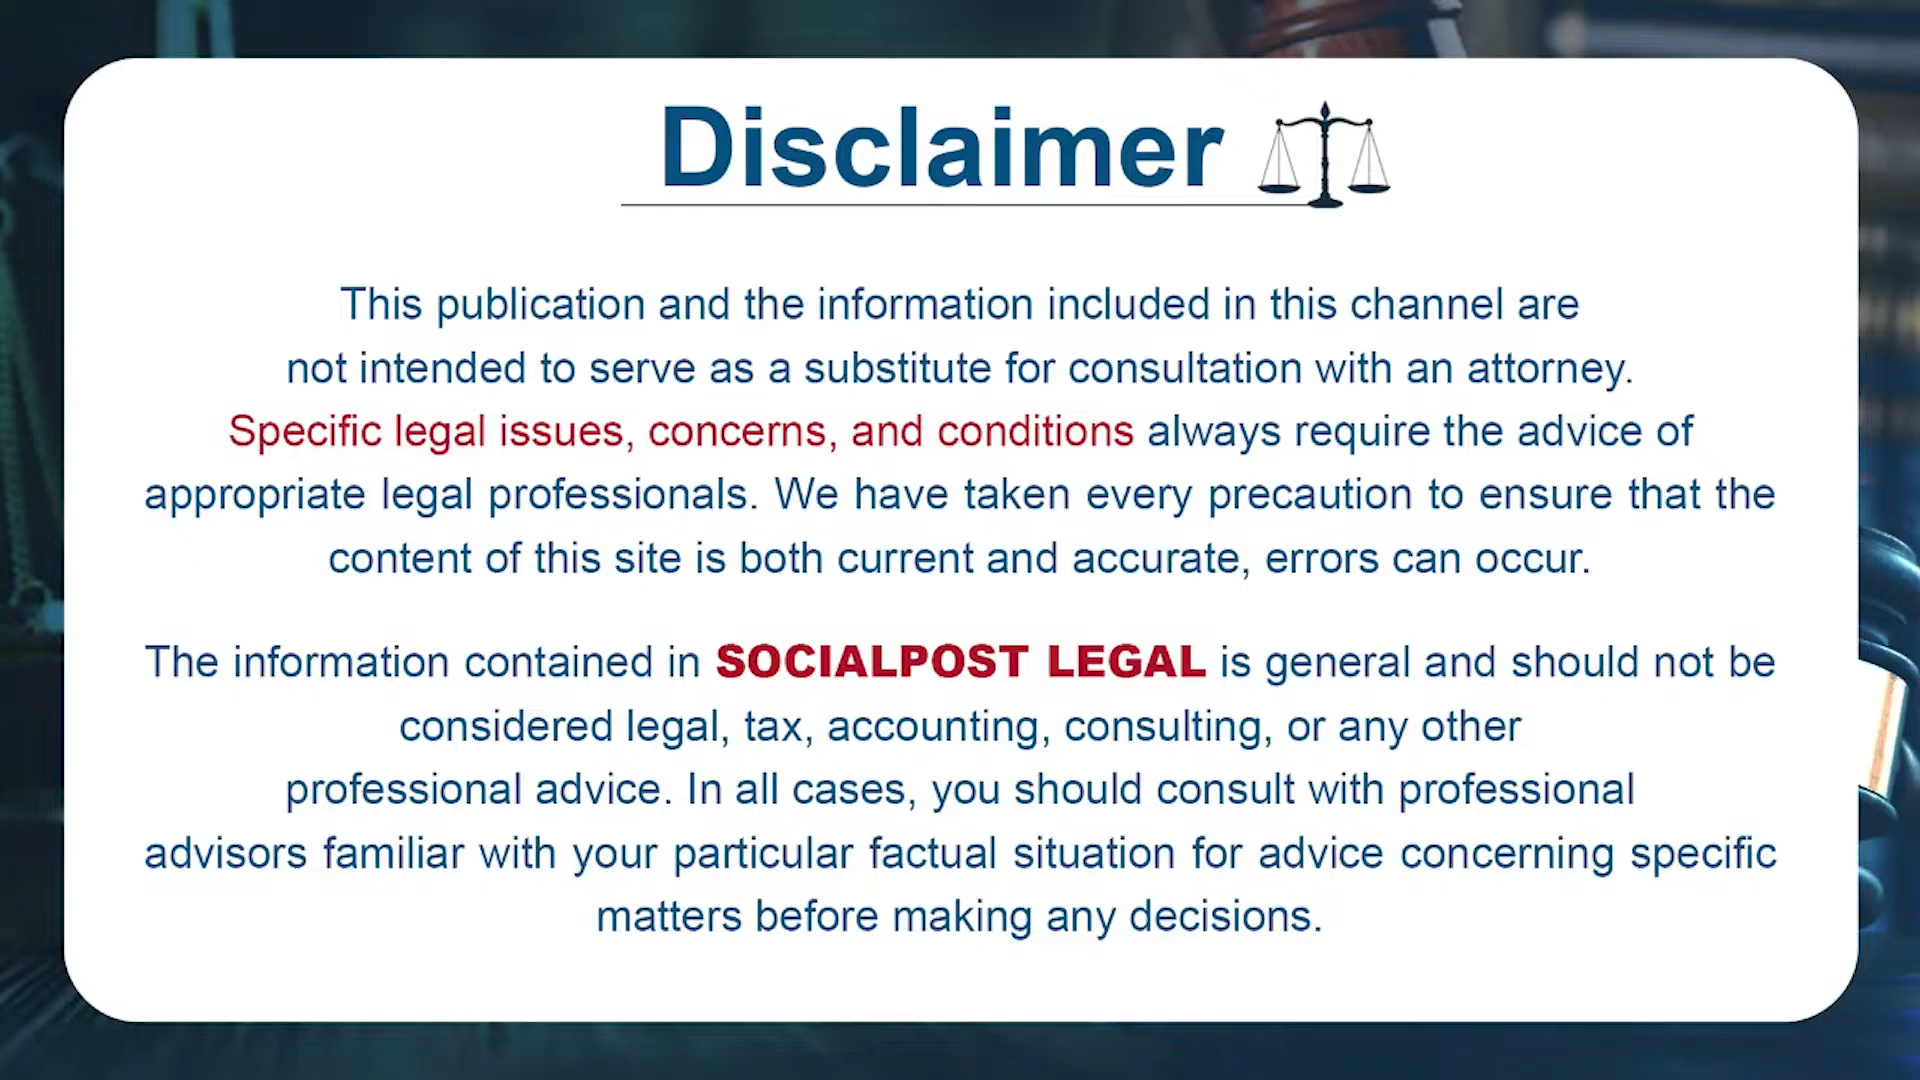 Disclaimer
This publication and the information included in this channel are
not intended to serve as a substitute for consultation with an attorney.
Specific legal issues, concerns, and conditions always require the advice of
appropriate legal professionals. We have taken every precaution to ensure that the
content of this site is both current and accurate, errors can occur.
The information contained in SOCIALPOST LEGAL is general and should not be
considered legal, tax, accounting, consulting, or any other
professional advice. In all cases, you should consult with professional
advisors familiar with your particular factual situation for advice concerning specific
matters before making any decisions.